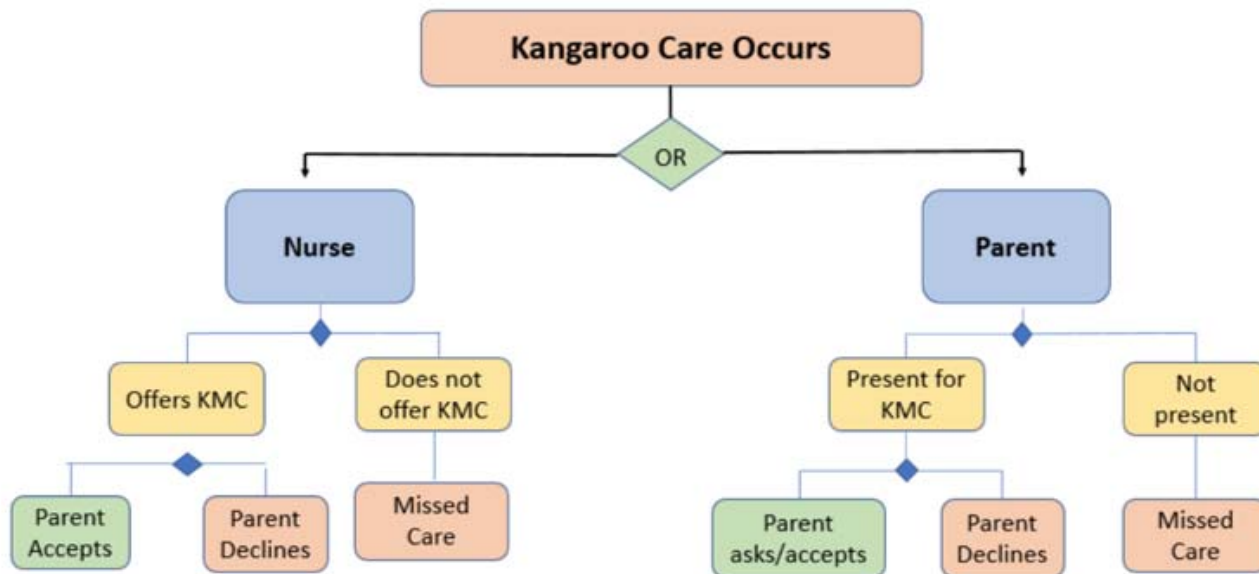 Kangaroo Care Occurs
OR
Nurse
Parent
Offers KMC
Does not
offer KMC
Present for
KMC
Not
present
Parent
Accepts
Parent
Declines
Missed
Care
Parent
asks/accepts
Parent
Declines
Missed
Care